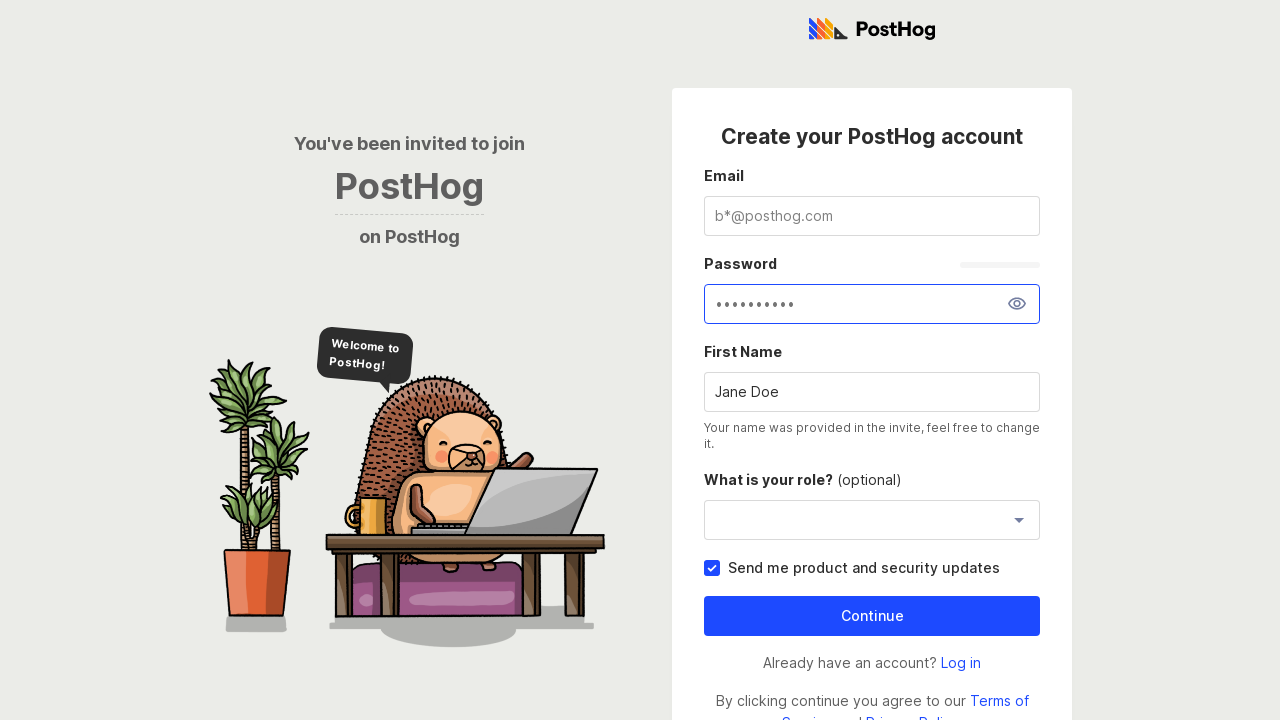 PostHog
You've been invited to join
PostHog
on PostHog
Welcome to
PostHog!
Create your PostHog account
Email
b*@posthog.com
Password
••••••••••
First Name
Jane Doe
Your name was provided in the invite, feel free to change
it.
What is your role? (optional)
Send me product and security updates
Continue
Already have an account? Log in
By clicking continue you agree to our Terms of